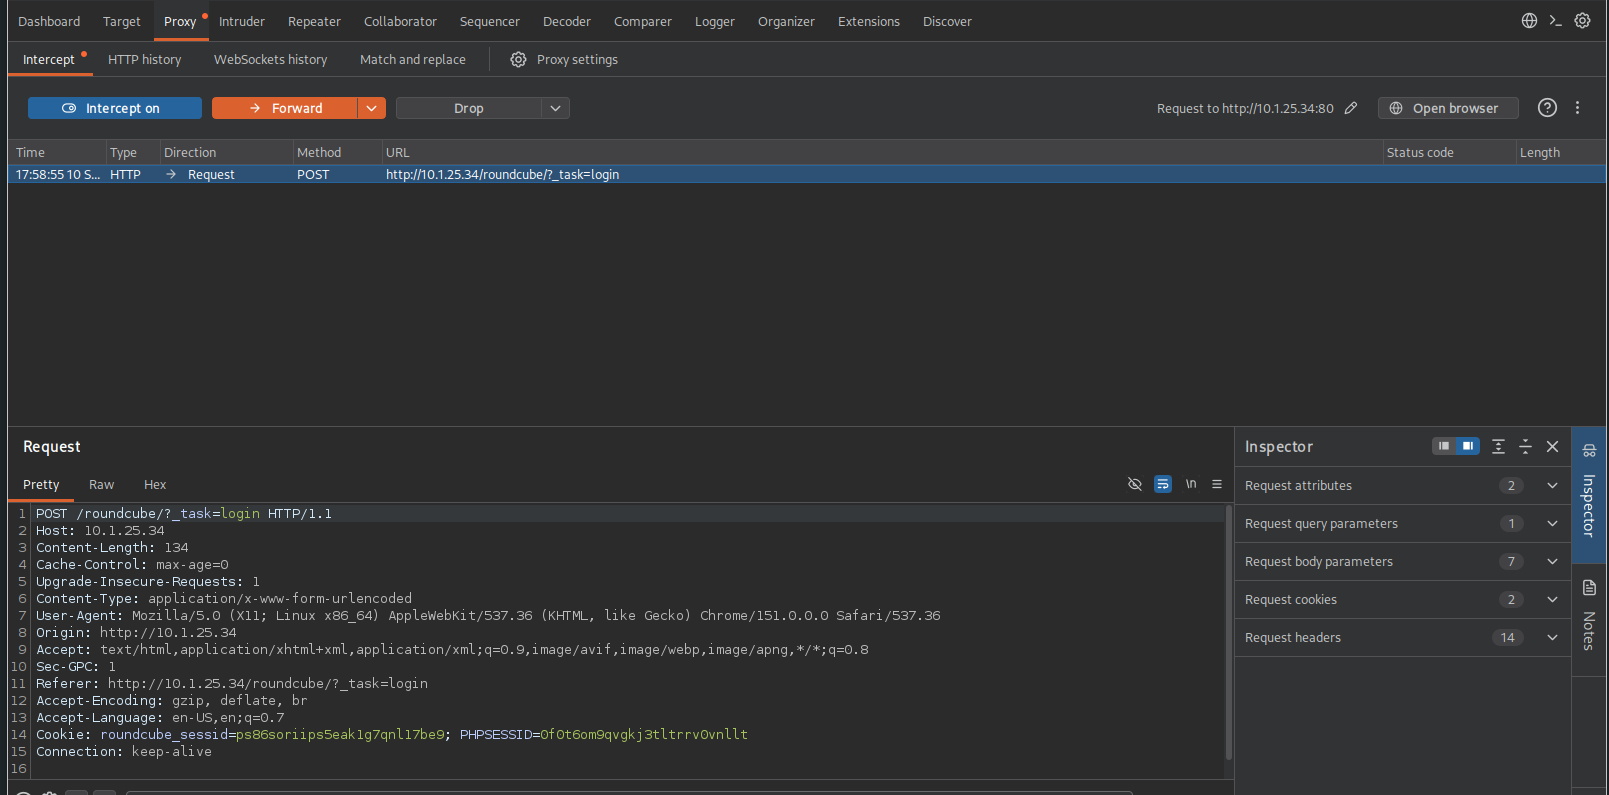 Dashboard Target Proxy Intruder Repeater Collaborator Sequencer Decoder Comparer Logger Organizer Extensions Discover
Intercept HTTP history WebSockets history Match and replace Proxy settings
Intercept on Forward Drop Request to http://10.1.25.34:80 Open browser
Time Type Direction Method URL Status code Length
17:58:55 10 S... HTTP Request POST http://10.1.25.34/roundcube/?_task=login
Request
Pretty Raw Hex \n
1 POST /roundcube/?_task=login HTTP/1.1
2 Host: 10.1.25.34
3 Content-Length: 134
4 Cache-Control: max-age=0
5 Upgrade-Insecure-Requests: 1
6 Content-Type: application/x-www-form-urlencoded
7 User-Agent: Mozilla/5.0 (X11; Linux x86_64) AppleWebKit/537.36 (KHTML, like Gecko) Chrome/151.0.0.0 Safari/537.36
8 Origin: http://10.1.25.34
9 Accept: text/html,application/xhtml+xml,application/xml;q=0.9,image/avif,image/webp,image/apng,*/*;q=0.8
10 Sec-GPC: 1
11 Referer: http://10.1.25.34/roundcube/?_task=login
12 Accept-Encoding: gzip, deflate, br
13 Accept-Language: en-US,en;q=0.7
14 Cookie: roundcube_sessid=ps86soriips5eak1g7qnl17be9; PHPSESSID=0f0t6om9qvgkj3tltrrv0vnllt
15 Connection: keep-alive
16
Inspector
Request attributes 2
Request query parameters 1
Request body parameters 7
Request cookies 2
Request headers 14
Inspector
Notes